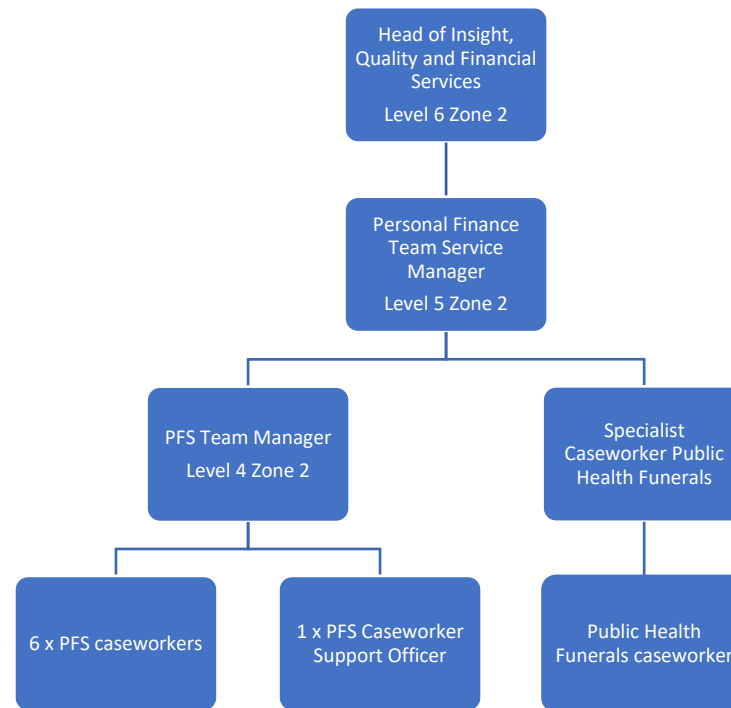 Head of Insight,
Quality and Financial
Services
Level 6 Zone 2
Personal Finance
Team Service
Manager
Level 5 Zone 2
PFS Team Manager
Level 4 Zone 2
Specialist
Caseworker Public
Health Funerals
6 x PFS caseworkers
1 x PFS Caseworker
Support Officer
Public Health
Funerals caseworker